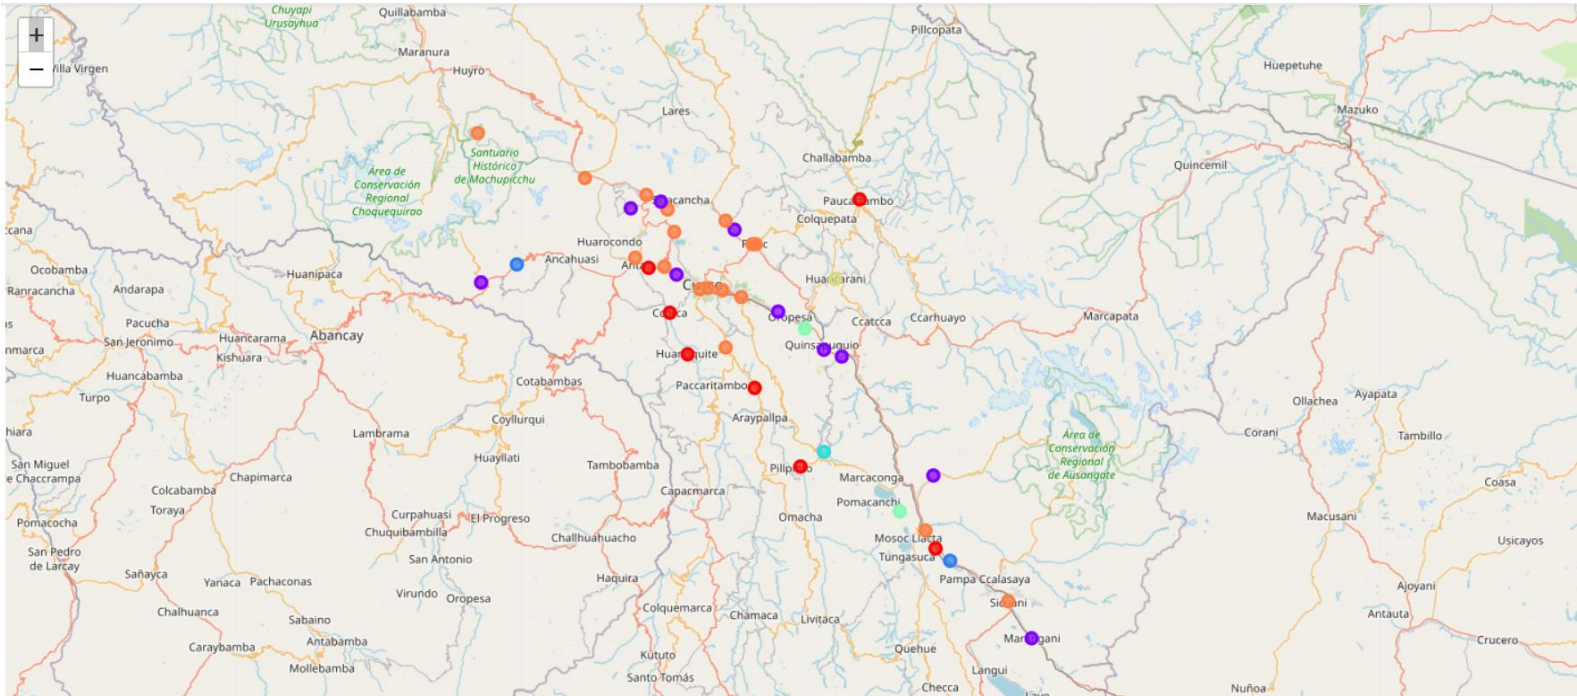 Chuyapi
Urusayhua
Quillabamba
Pillcopata
+
−
Maranura
Villa Virgen
Huyro
Huepetuhe
Mazuko
Lares
Challabamba
Quincemil
Santuario
Histórico
de Machupicchu
Área de
Conservación
Regional
Choquequirao
Colquepata
Huarocondo
Ancahuasi
Ocobamba
Huanipaca
Ranracancha
Andarapa
Oropesa
Ccatcca
Ccarhuayo
Marcapata
Pacucha
Abancay
San Jeronimo
Huancarama
Kishuara
Huancabamba
Cotabambas
Paccaritambo
Turpo
Ollachea
Ayapata
Coyllurqui
Araypallpa
Lambrama
Corani
Tambillo
Área de
Conservación
Regional
de Ausangate
San Miguel
e Chaccrampa
Huayllati
Tambobamba
Chapimarca
Marcaconga
Coasa
Colcabamba
Capacmarca
Pomacanchi
Toraya
Curpahuasi
El Progreso
Omacha
Macusani
Pomacocha
Chuquibambilla
Challhuahuacho
Mosoc Llacta
Tungasuca
Usicayos
San Pedro
de Larcay
San Antonio
Sañayca
Yanaca
Pachaconas
Haquira
Pampa Ccalasaya
Ajoyani
Virundo
Oropesa
Colquemarca
Chamaca
Livitaca
Antauta
Chalhuanca
Sabaino
Antabamba
Caraybamba
Crucero
Mollebamba
Kututo
Quehue
Santo Tomás
Langui
Checca
Layo
Nuñoa